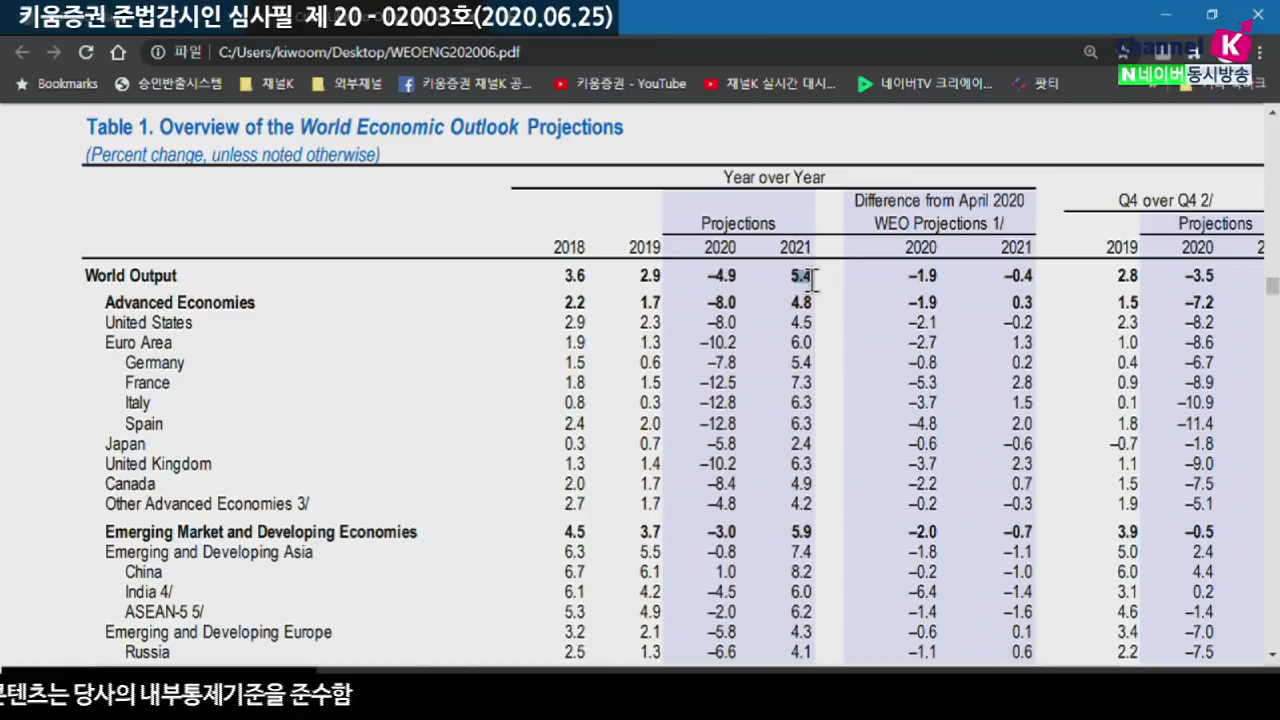 키움증권 준법감시인 심사필 제 20 - 02003호(2020.06.25)
Channel K
파일 C:/Users/kiwoom/Desktop/WEOENG202006.pdf
N 네이버 동시방송
Bookmarks 승인반출시스템 채널K 외부채널 키움증권 채널K 공... 키움증권 - YouTube 채널K 실시간 대시... 네이버TV 크리에이... 팟티
Table 1. Overview of the World Economic Outlook Projections
(Percent change, unless noted otherwise)
Year over Year
Difference from April 2020 Q4 over Q4 2/
Projections WEO Projections 1/ Projections
2018 2019 2020 2021 2020 2021 2019 2020 2
World Output 3.6 2.9 –4.9 5.4 –1.9 –0.4 2.8 –3.5
Advanced Economies 2.2 1.7 –8.0 4.8 –1.9 0.3 1.5 –7.2
United States 2.9 2.3 –8.0 4.5 –2.1 –0.2 2.3 –8.2
Euro Area 1.9 1.3 –10.2 6.0 –2.7 1.3 1.0 –8.6
Germany 1.5 0.6 –7.8 5.4 –0.8 0.2 0.4 –6.7
France 1.8 1.5 –12.5 7.3 –5.3 2.8 0.9 –8.9
Italy 0.8 0.3 –12.8 6.3 –3.7 1.5 0.1 –10.9
Spain 2.4 2.0 –12.8 6.3 –4.8 2.0 1.8 –11.4
Japan 0.3 0.7 –5.8 2.4 –0.6 –0.6 –0.7 –1.8
United Kingdom 1.3 1.4 –10.2 6.3 –3.7 2.3 1.1 –9.0
Canada 2.0 1.7 –8.4 4.9 –2.2 0.7 1.5 –7.5
Other Advanced Economies 3/ 2.7 1.7 –4.8 4.2 –0.2 –0.3 1.9 –5.1
Emerging Market and Developing Economies 4.5 3.7 –3.0 5.9 –2.0 –0.7 3.9 –0.5
Emerging and Developing Asia 6.3 5.5 –0.8 7.4 –1.8 –1.1 5.0 2.4
China 6.7 6.1 1.0 8.2 –0.2 –1.0 6.0 4.4
India 4/ 6.1 4.2 –4.5 6.0 –6.4 –1.4 3.1 0.2
ASEAN-5 5/ 5.3 4.9 –2.0 6.2 –1.4 –1.6 4.6 –1.4
Emerging and Developing Europe 3.2 2.1 –5.8 4.3 –0.6 0.1 3.4 –7.0
Russia 2.5 1.3 –6.6 4.1 –1.1 0.6 2.2 –7.5
콘텐츠는 당사의 내부통제기준을 준수함